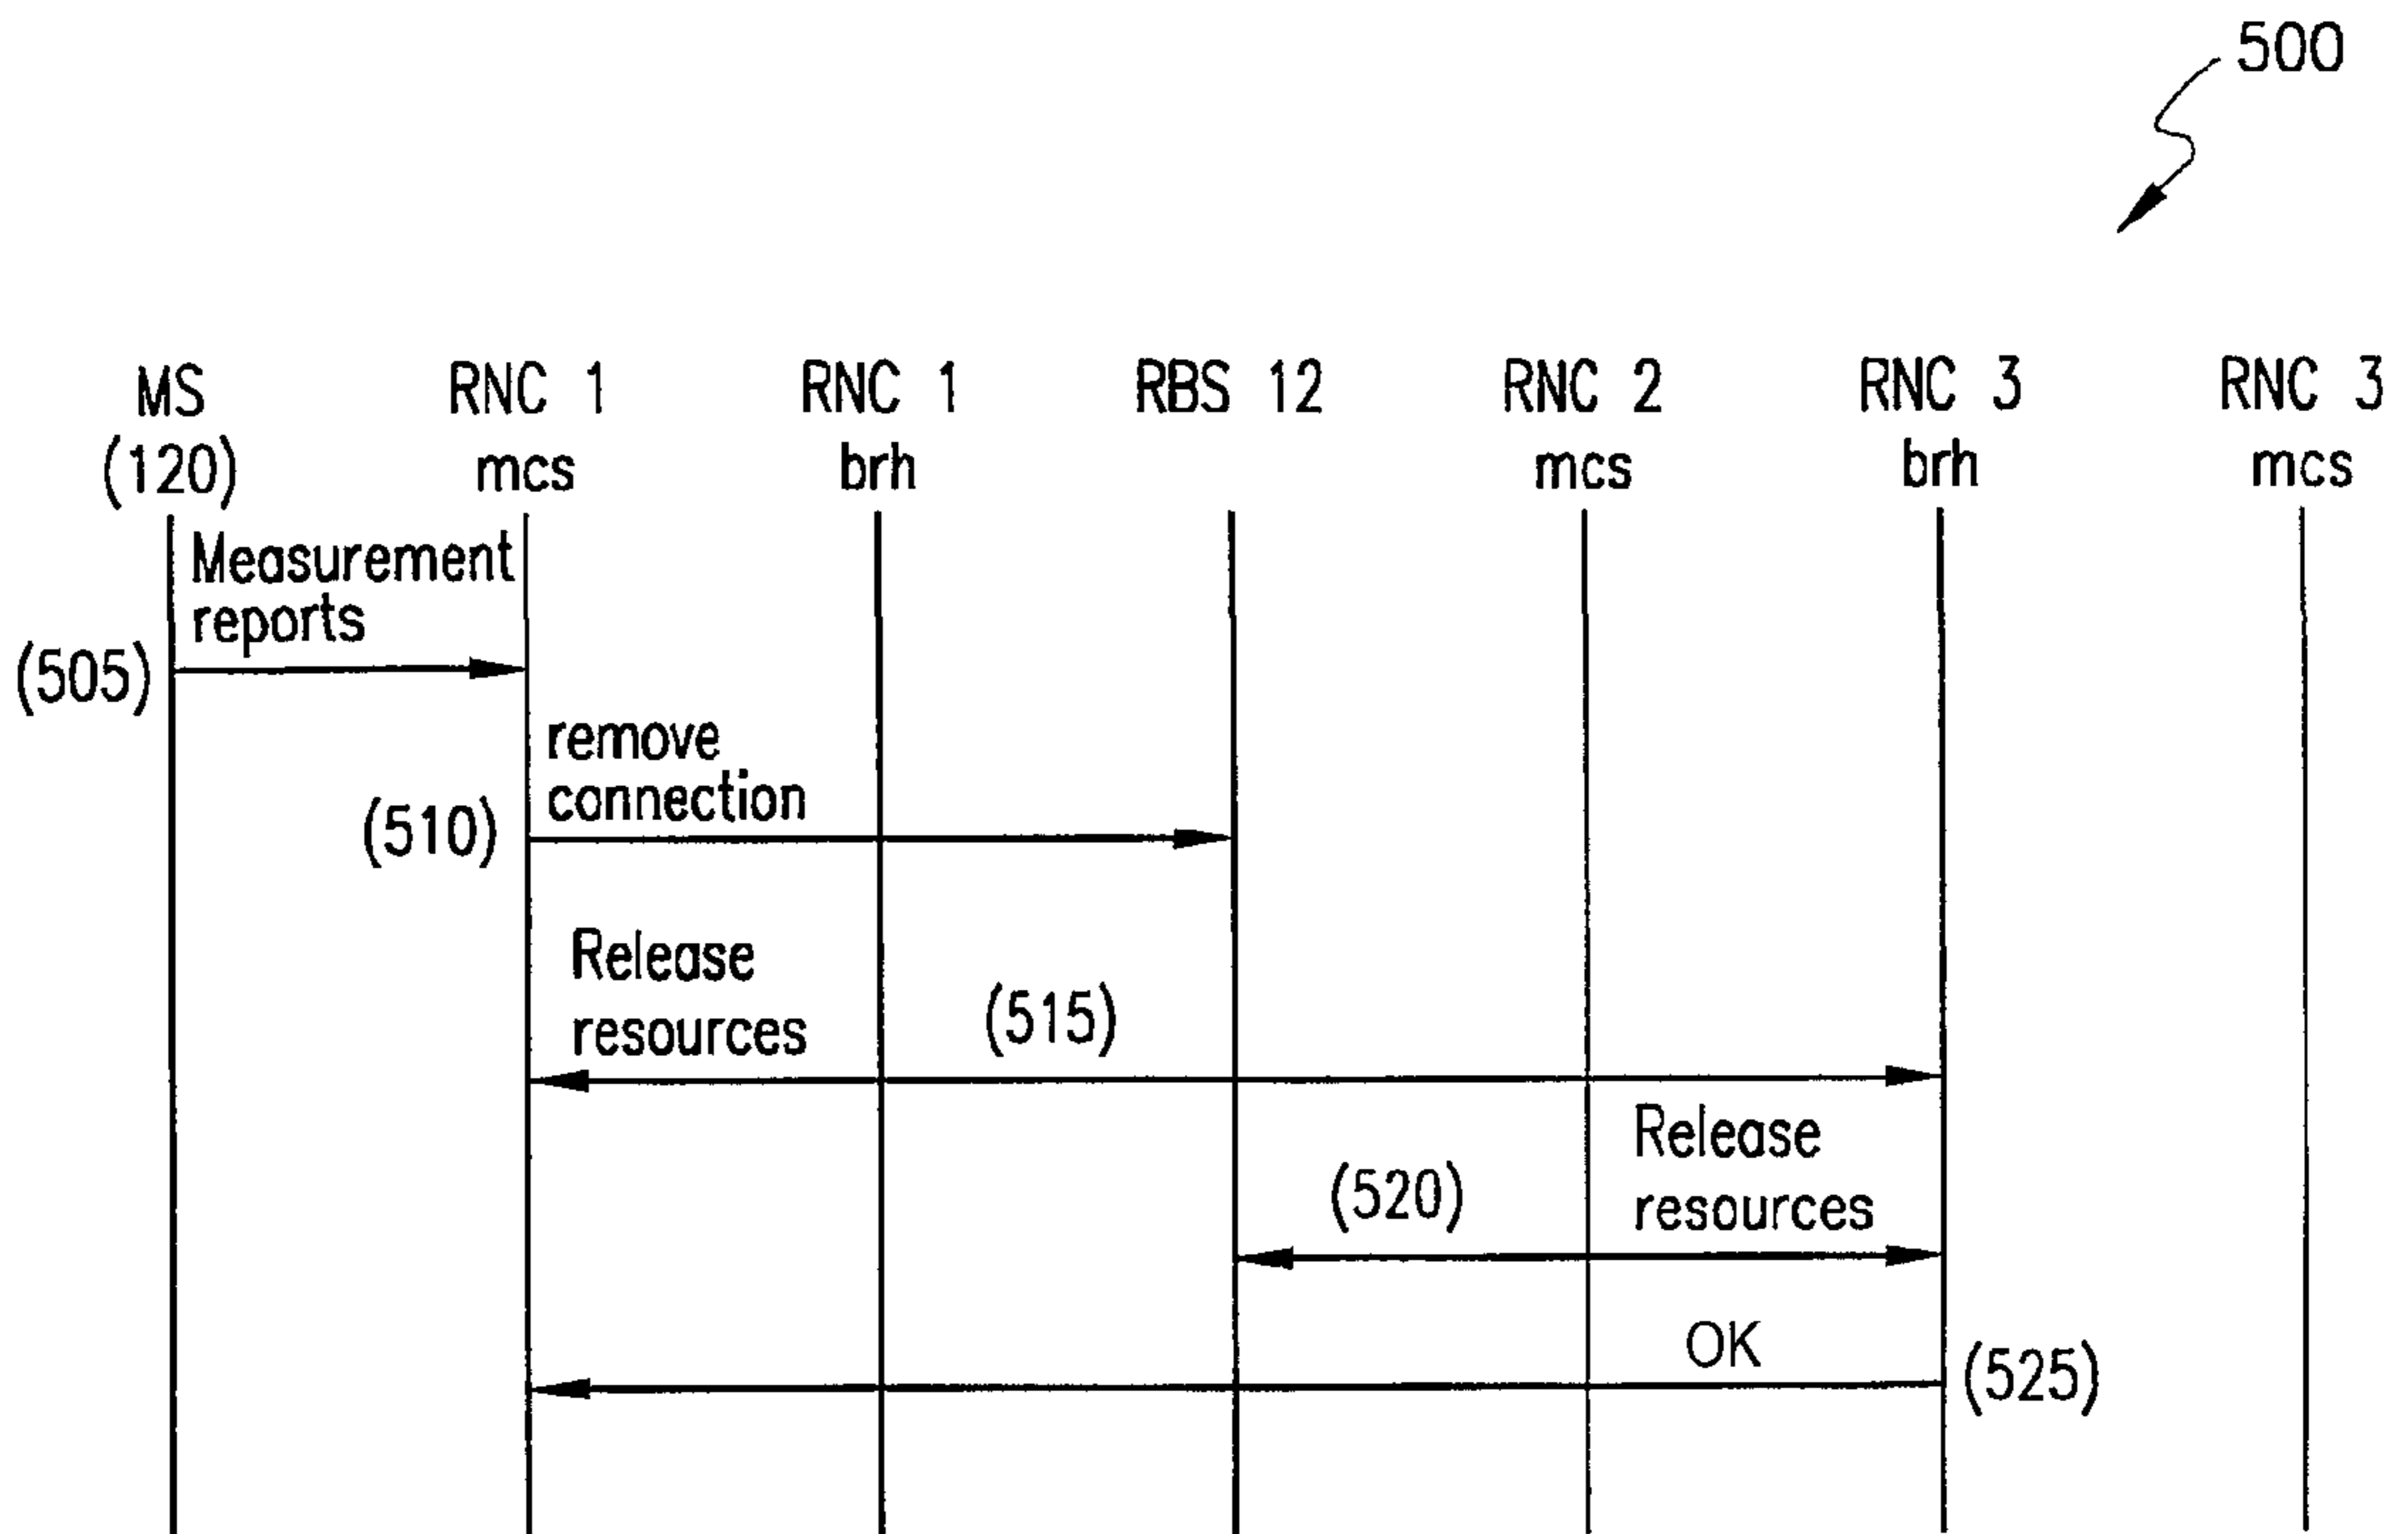 500
MS
(120)
RNC 1
mcs
RNC 1
brh
RBS 12
RNC 2
mcs
RNC 3
brh
RNC 3
mcs
Measurement
reports
(505)
remove
connection
(510)
Release
resources
(515)
Release
resources
(520)
OK
(525)